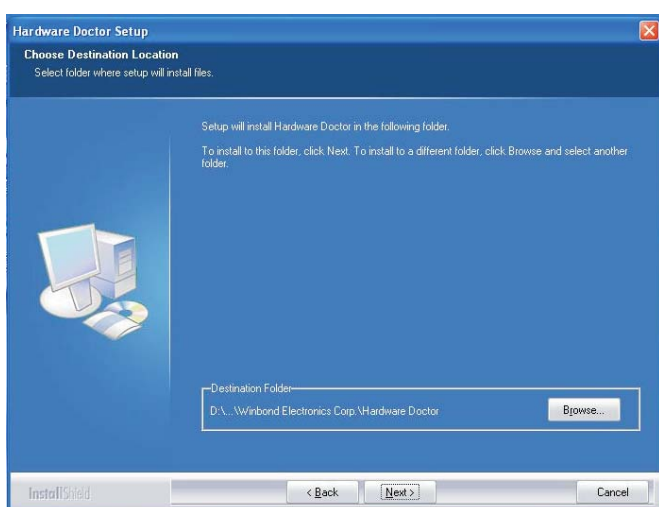 Hardware Doctor Setup
Choose Destination Location
Select folder where setup will install files.
Setup will install Hardware Doctor in the following folder.
To install to this folder, click Next. To install to a different folder, click Browse and select another
folder.
Destination Folder
D:\...\Winbond Electronics Corp.\Hardware Doctor
Browse...
InstallShield
< Back
Next >
Cancel